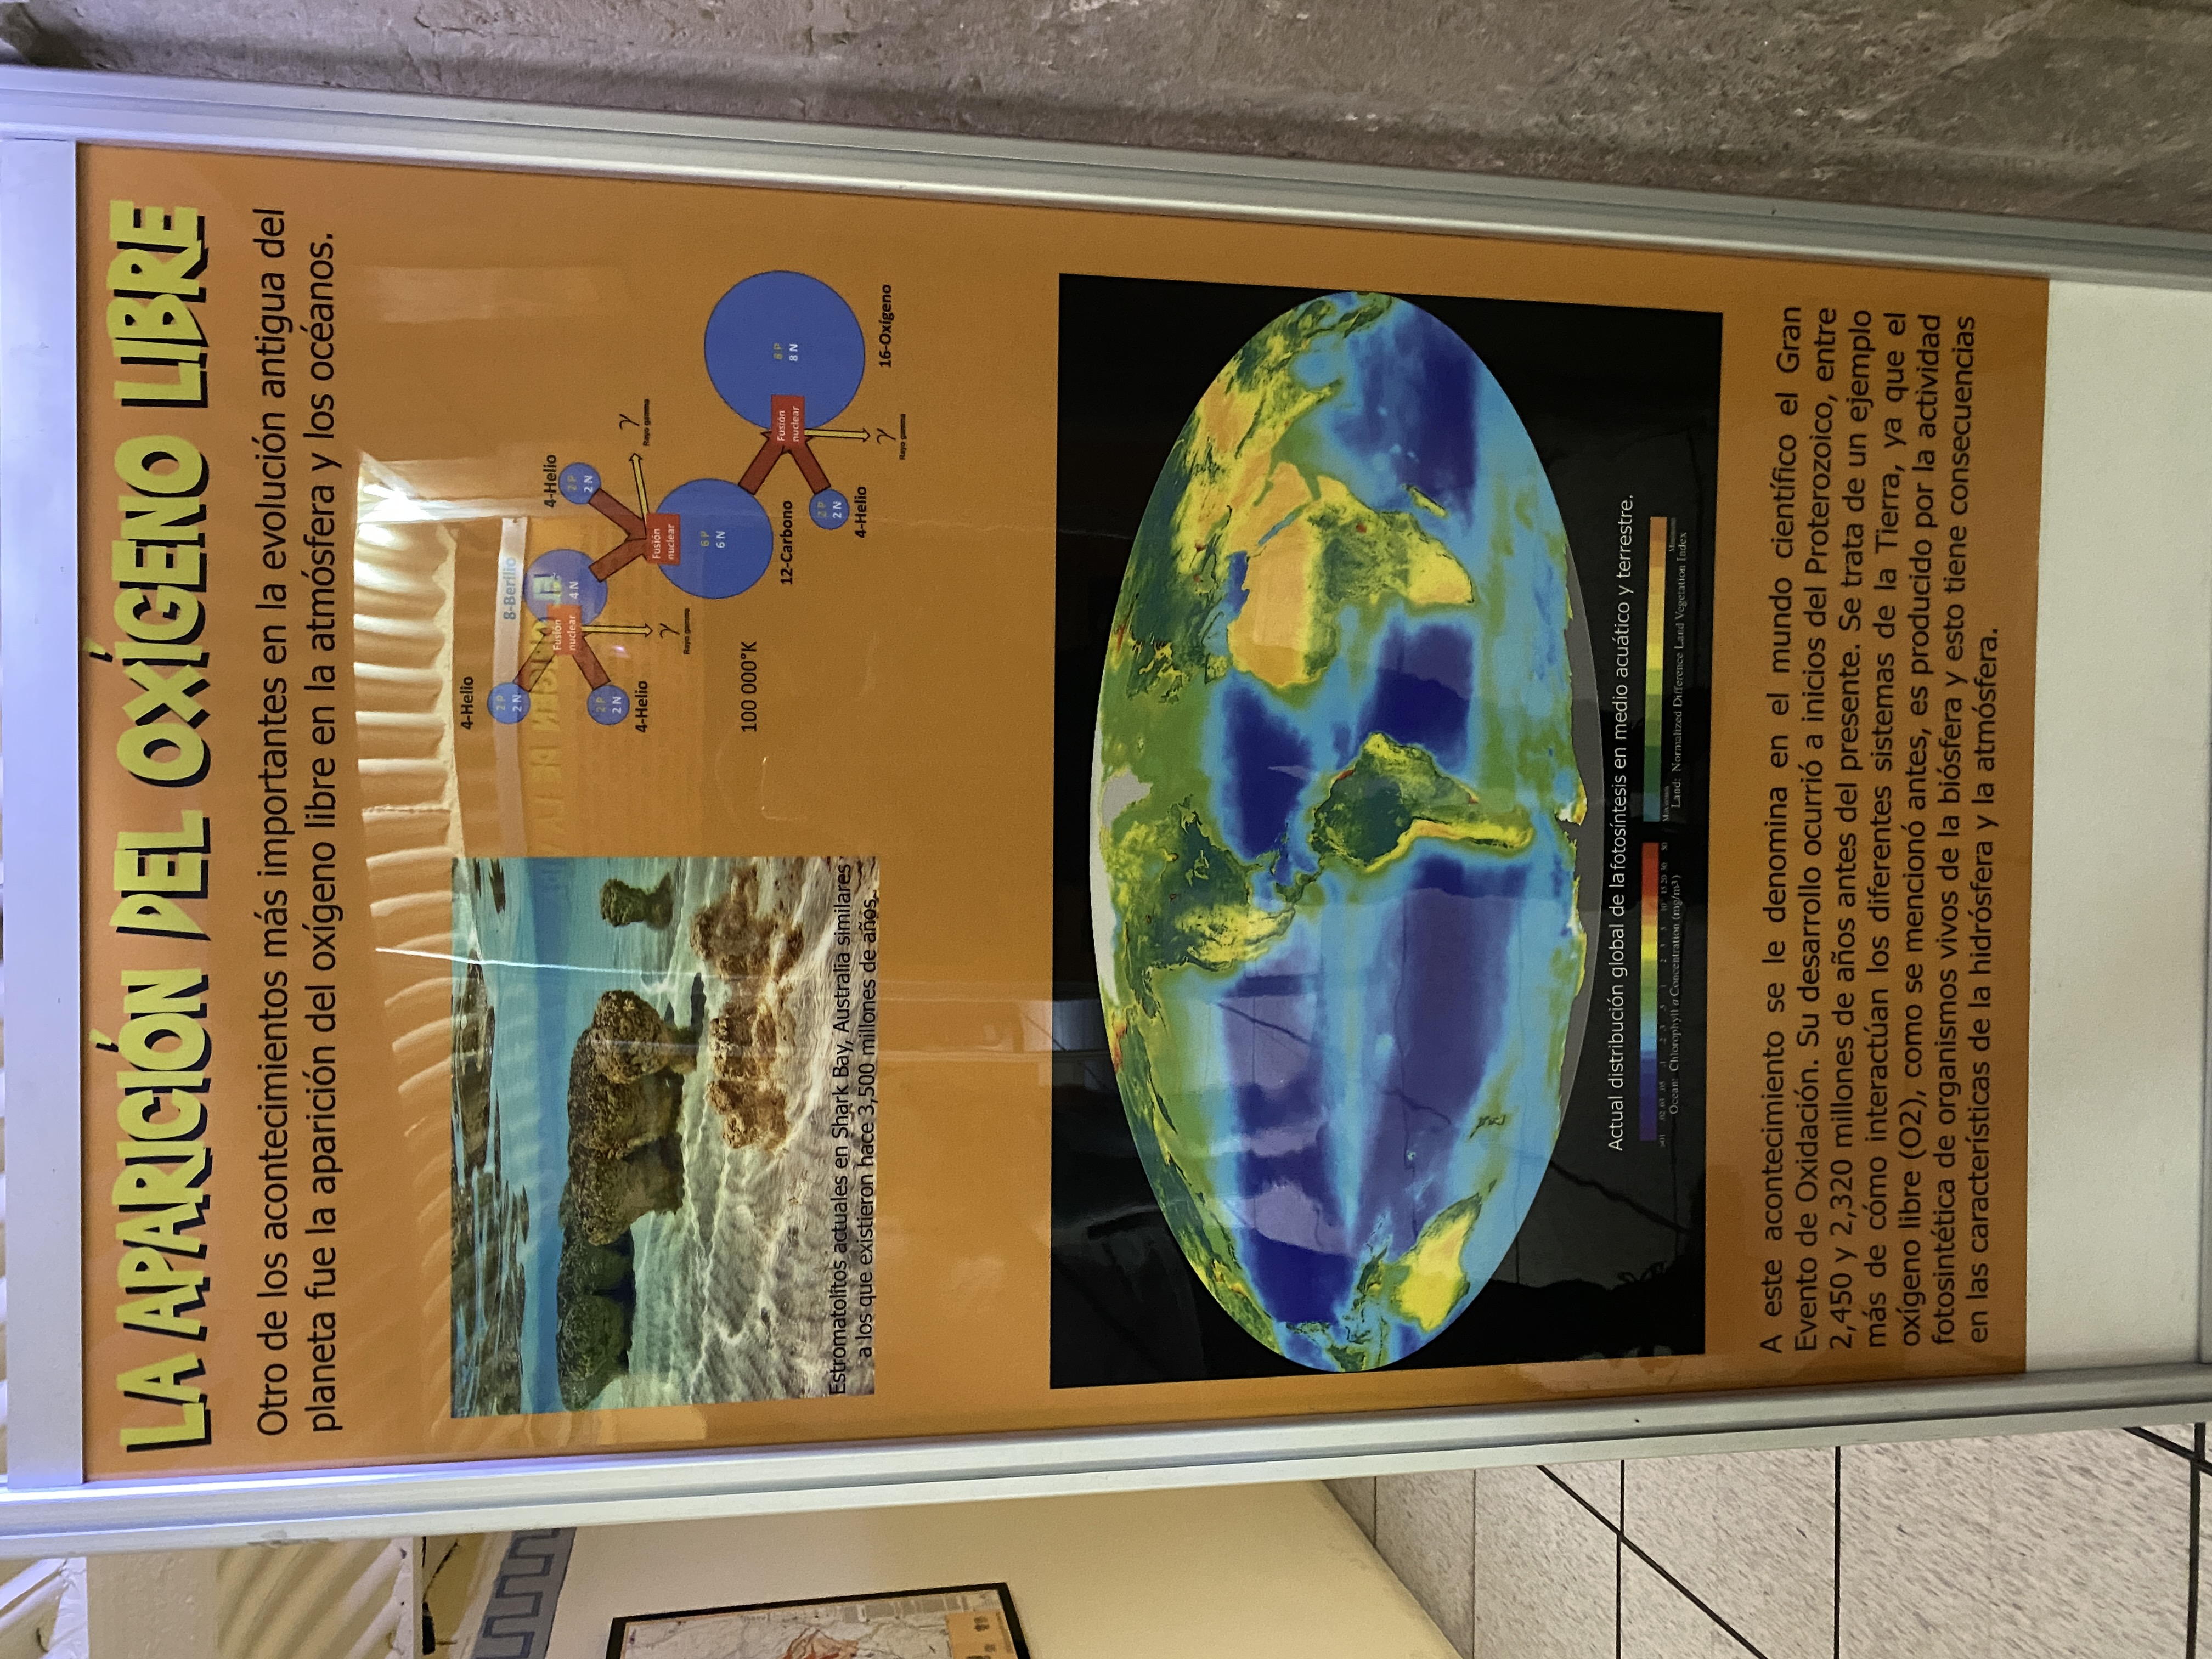 LA APARICIÓN DEL OXÍGENO LIBRE
Otro de los acontecimientos más importantes en la evolución antigua del
planeta fue la aparición del oxígeno libre en la atmósfera y los océanos.
Estromatolitos actuales en Shark Bay, Australia similares
a los que existieron hace 3,500 millones de años.
4-Helio
2 P
2 N
8-Berilio
4 N
Fusión
nuclear
4-Helio
2 P
2 N
2 P
2 N
4-Helio
γ
Rayo gamma
γ
Rayo gamma
Fusión
nuclear
6 P
6 N
100 000°K
12-Carbono
Fusión
nuclear
8 P
8 N
2 P
2 N
4-Helio
γ
Rayo gamma
16-Oxígeno
Actual distribución global de la fotosíntesis en medio acuático y terrestre.
Maximum
Minimum
Ocean: Chlorophyll a Concentration (mg/m³)
Land: Normalized Difference Land Vegetation Index
A este acontecimiento se le denomina en el mundo científico el Gran
Evento de Oxidación. Su desarrollo ocurrió a inicios del Proterozoico, entre
2,450 y 2,320 millones de años antes del presente. Se trata de un ejemplo
más de cómo interactúan los diferentes sistemas de la Tierra, ya que el
oxígeno libre (O2), como se mencionó antes, es producido por la actividad
fotosintética de organismos vivos de la biósfera y esto tiene consecuencias
en las características de la hidrósfera y la atmósfera.